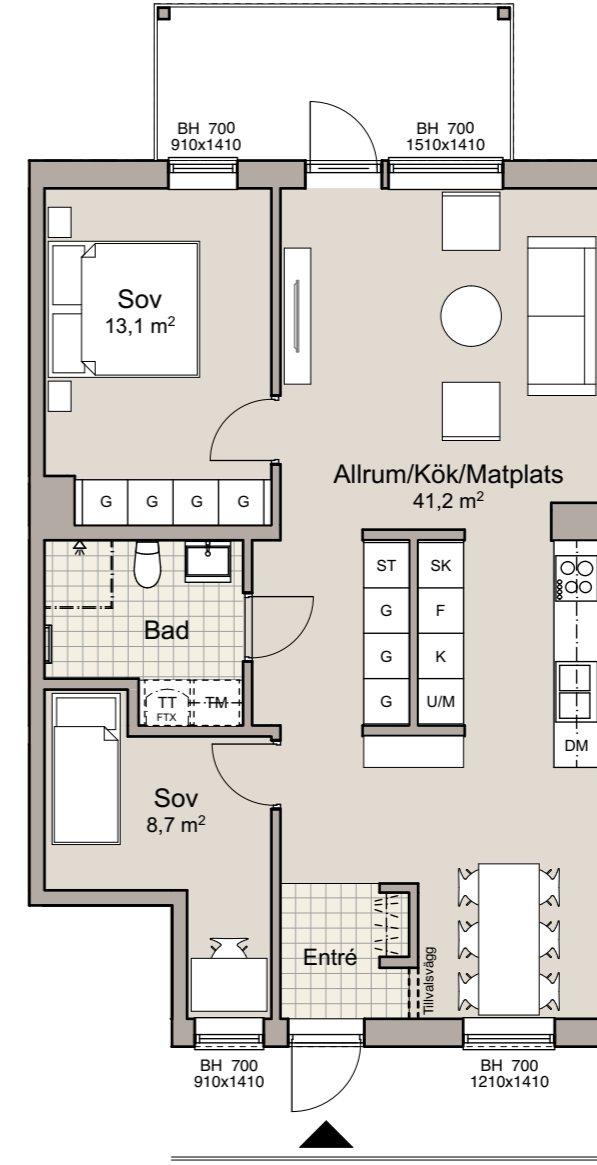 BH 700
910x1410
BH 700
1510x1410
Sov
13,1 m²
Allrum/Kök/Matplats
41,2 m²
G G G G
ST SK
G F
G K
G U/M
Bad
TT
FTX
TM
DM
Sov
8,7 m²
Entré
Tillvalsvägg
BH 700
910x1410
BH 700
1210x1410